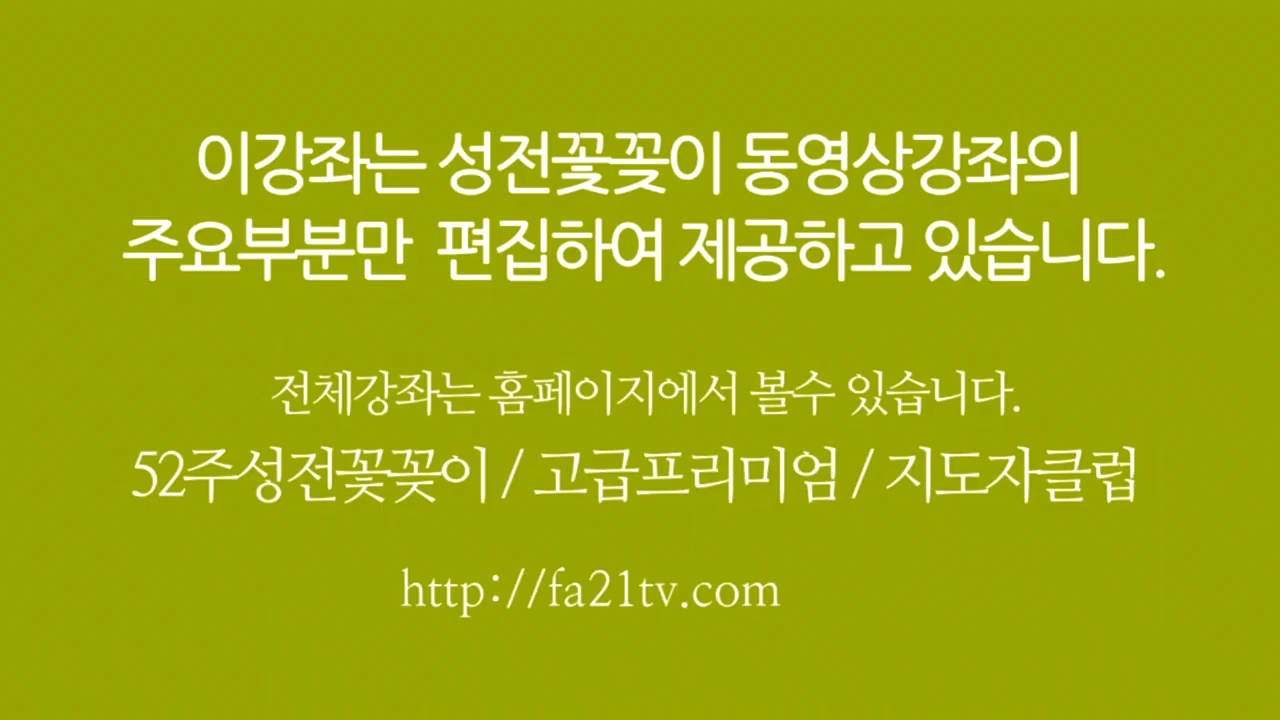 이강좌는 성전꽃꽂이 동영상강좌의
주요부분만 편집하여 제공하고 있습니다.
전체강좌는 홈페이지에서 볼수 있습니다.
52주성전꽃꽂이 / 고급프리미엄 / 지도자클럽
http://fa21tv.com